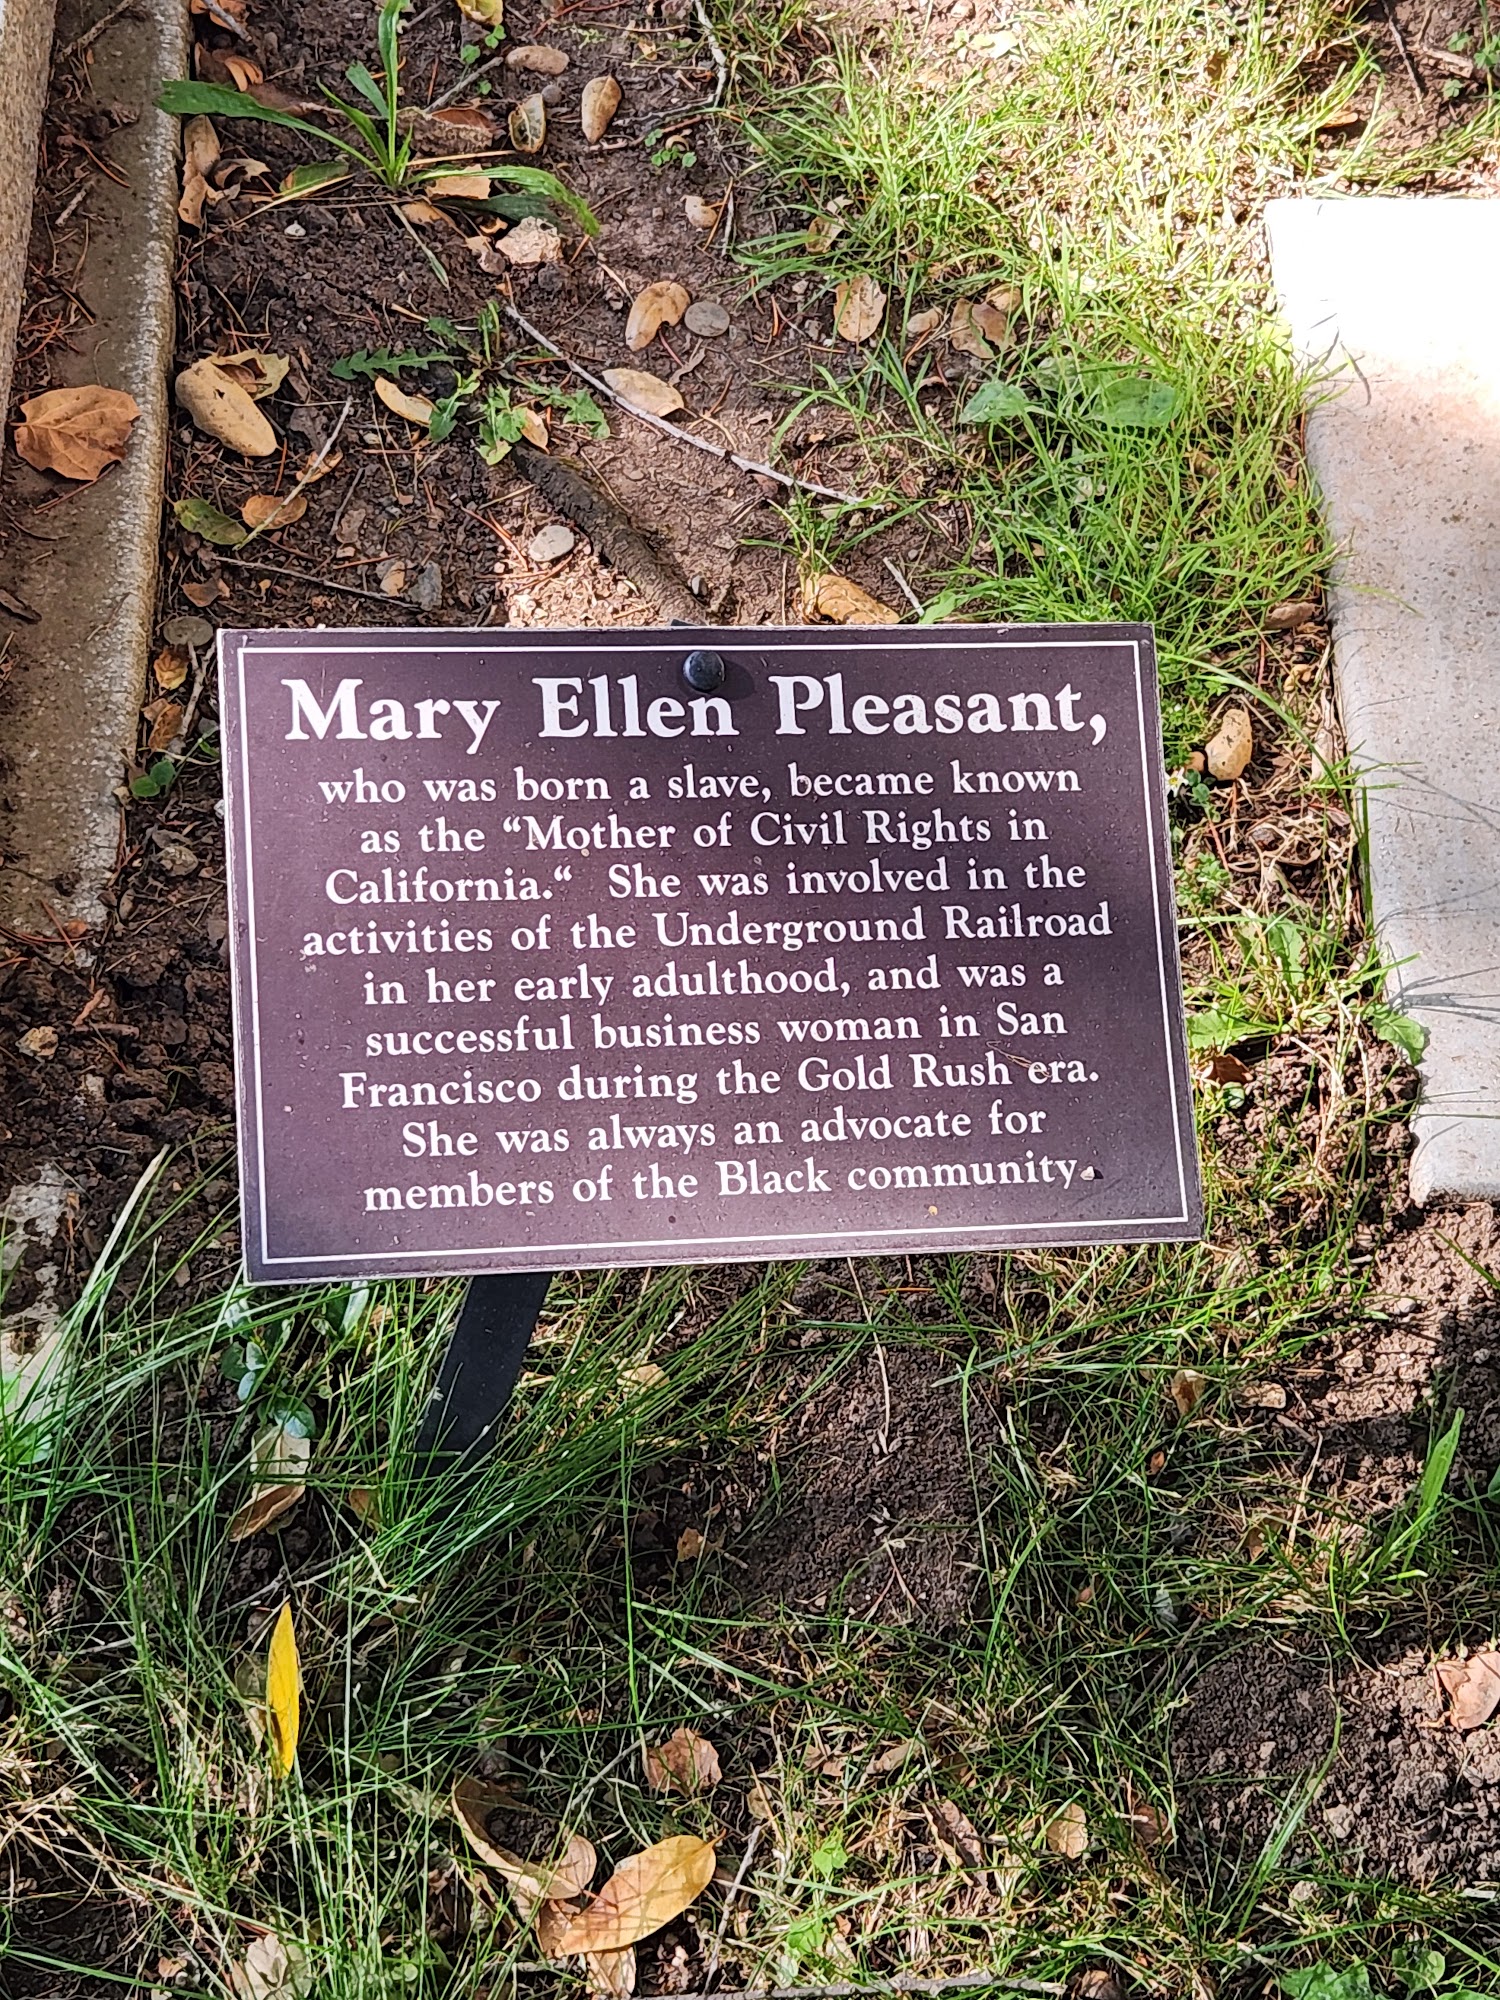 Mary Ellen Pleasant,
who was born a slave, became known
as the “Mother of Civil Rights in
California.“ She was involved in the
activities of the Underground Railroad
in her early adulthood, and was a
successful business woman in San
Francisco during the Gold Rush era.
She was always an advocate for
members of the Black community.